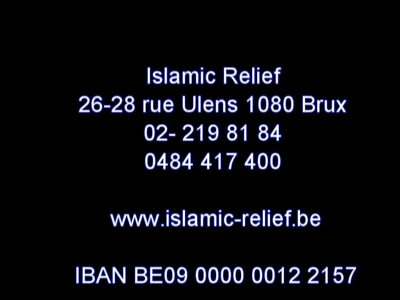 Islamic Relief
26-28 rue Ulens 1080 Brux
02- 219 81 84
0484 417 400
www.islamic-relief.be
IBAN BE09 0000 0012 2157